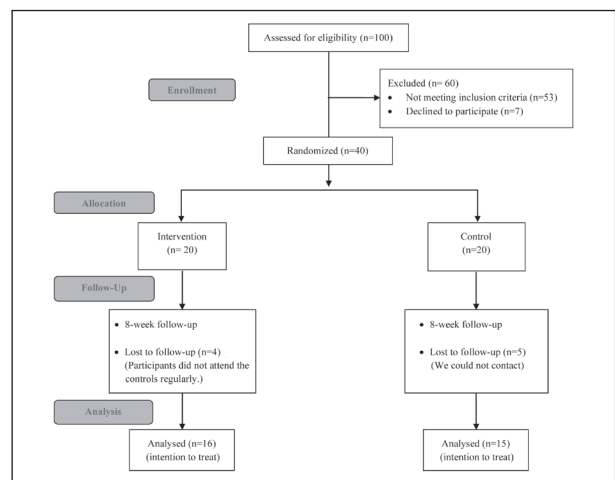 Assessed for eligibility (n=100)
Enrollment
Excluded (n= 60)
• Not meeting inclusion criteria (n=53)
• Declined to participate (n=7)
Randomized (n=40)
Allocation
Intervention
(n= 20)
Control
(n=20)
Follow-Up
• 8-week follow-up
• Lost to follow-up (n=4)
(Participants did not attend the
controls regularly.)
• 8-week follow-up
• Lost to follow-up (n=5)
(We could not contact)
Analysis
Analysed (n=16)
(intention to treat)
Analysed (n=15)
(intention to treat)